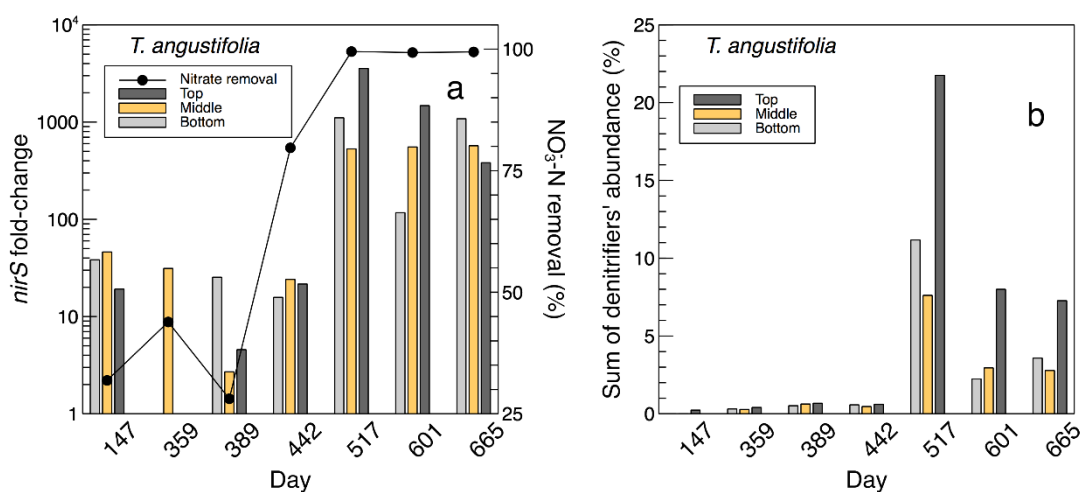 T. angustifolia
Nitrate removal
Top
Middle
Bottom
a
10⁴
1000
100
10
1
nirS fold-change
100
75
50
25
NO₃⁻-N removal (%)
147 359 389 442 517 601 665
Day
T. angustifolia
Top
Middle
Bottom
b
25
20
15
10
5
0
Sum of denitrifiers' abundance (%)
147 359 389 442 517 601 665
Day